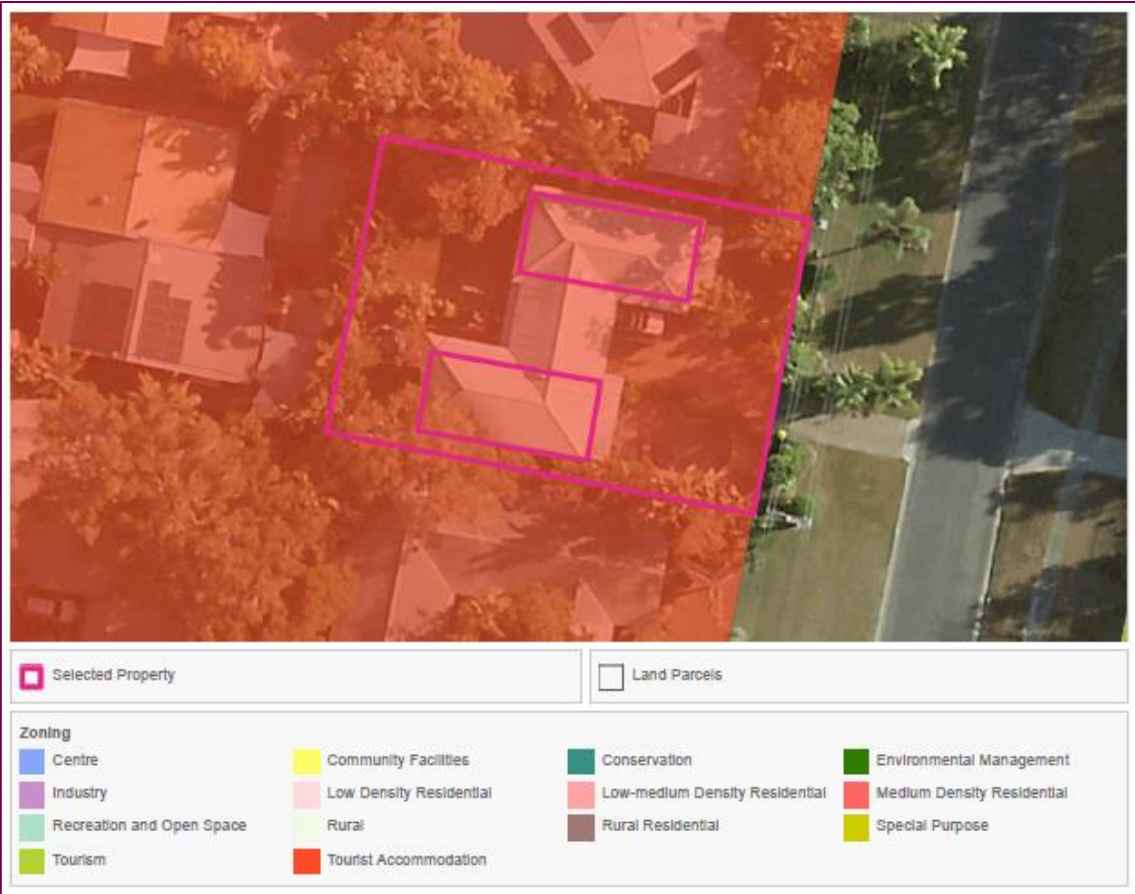 Selected Property
Land Parcels
Zoning
Centre
Community Facilities
Conservation
Environmental Management
Industry
Low Density Residential
Low-medium Density Residential
Medium Density Residential
Recreation and Open Space
Rural
Rural Residential
Special Purpose
Tourism
Tourist Accommodation